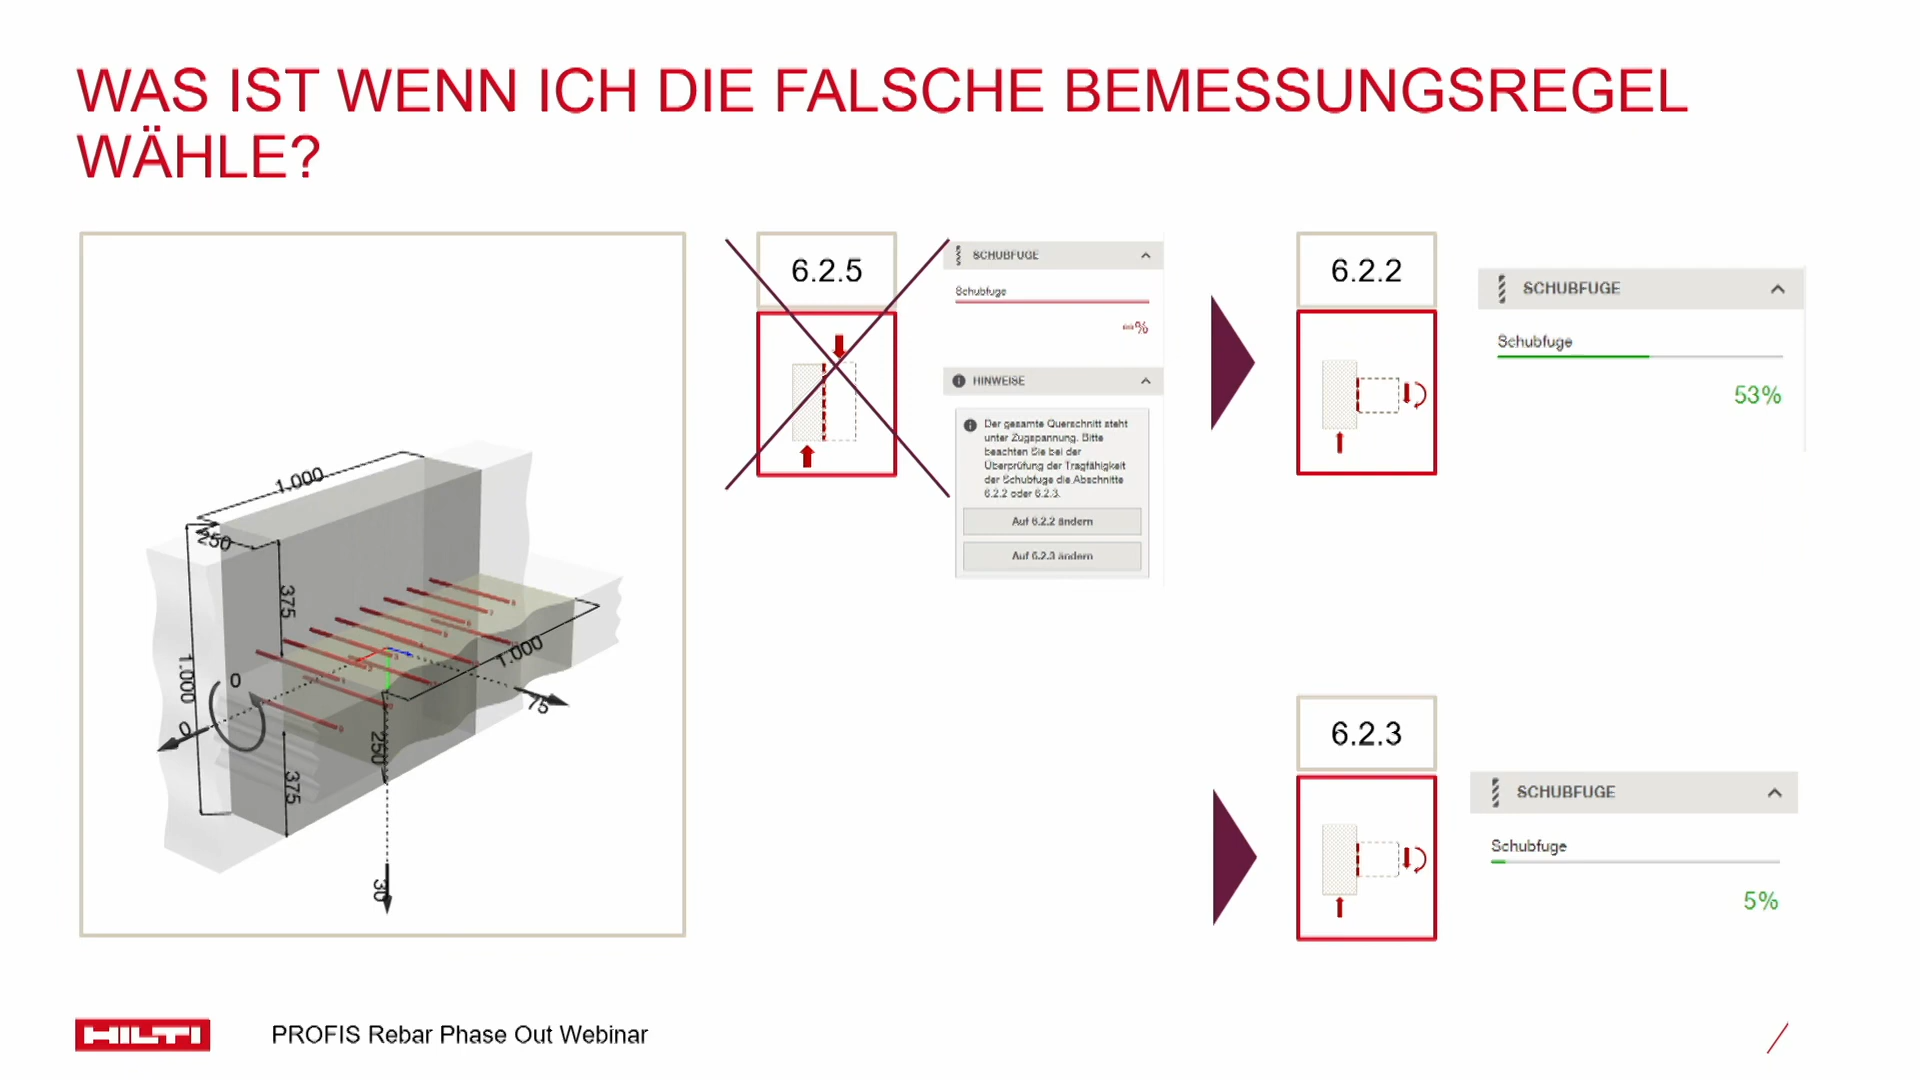 WAS IST WENN ICH DIE FALSCHE BEMESSUNGSREGEL
WÄHLE?
1.000
250
375
1.000
0
0
1.000
75
250
375
30
6.2.5
SCHUBFUGE
Schubfuge
∞%
HINWEISE
Der gesamte Querschnitt steht
unter Zugspannung. Bitte
beachten Sie bei der
Überprüfung der Tragfähigkeit
der Schubfuge die Abschnitte
6.2.2 oder 6.2.3.
Auf 6.2.2 ändern
Auf 6.2.3 ändern
6.2.2
SCHUBFUGE
Schubfuge
53%
6.2.3
SCHUBFUGE
Schubfuge
5%
HILTI
PROFIS Rebar Phase Out Webinar